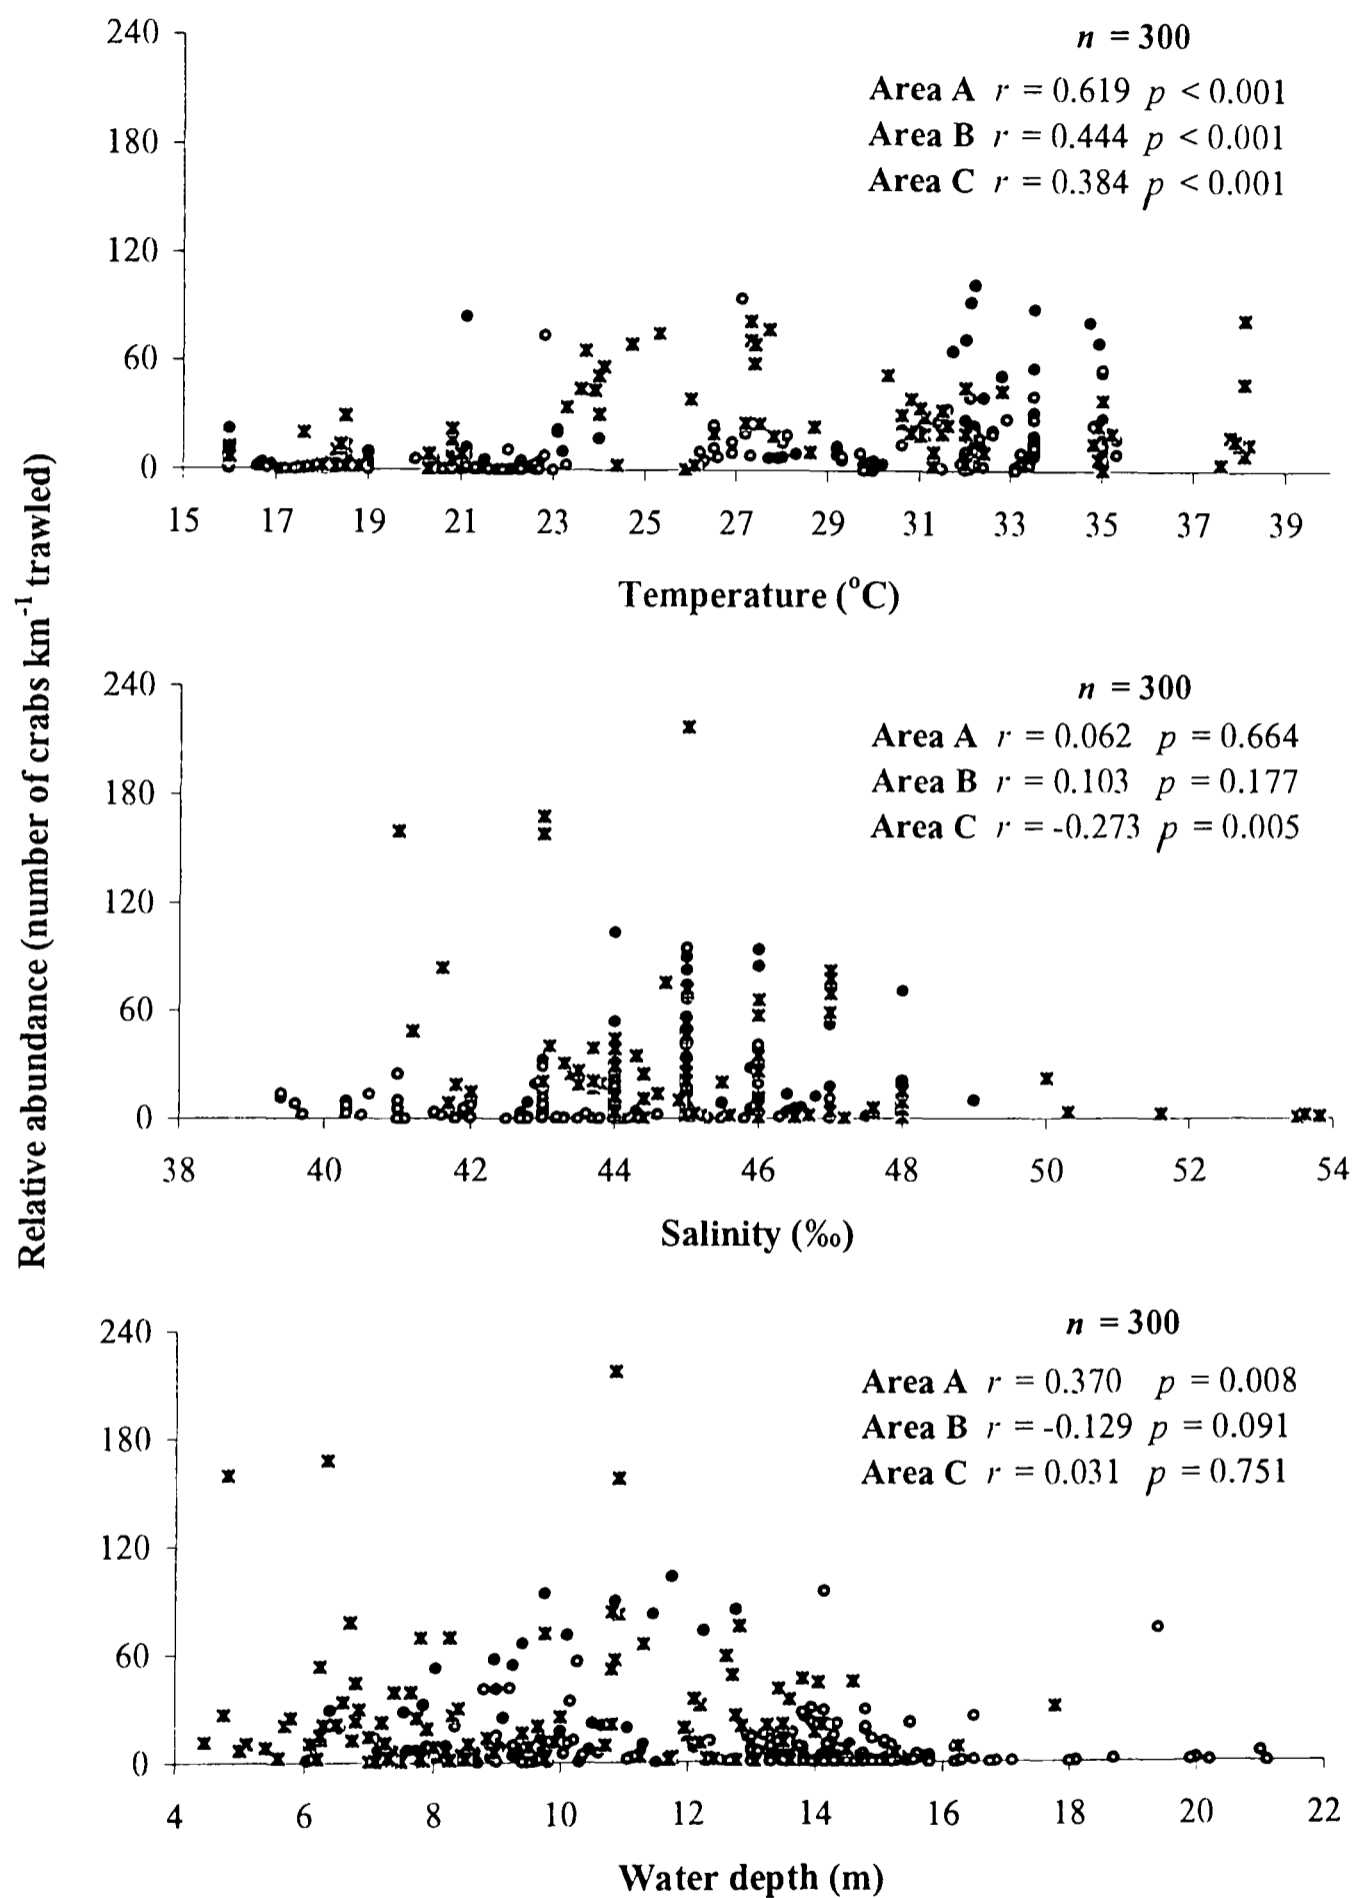 Relative abundance (number of crabs km-1 trawled)
240
180
120
60
0
n = 300
Area A r = 0.619 p < 0.001
Area B r = 0.444 p < 0.001
Area C r = 0.384 p < 0.001
15 17 19 21 23 25 27 29 31 33 35 37 39
Temperature (oC)
240
180
120
60
0
n = 300
Area A r = 0.062 p = 0.664
Area B r = 0.103 p = 0.177
Area C r = -0.273 p = 0.005
38 40 42 44 46 48 50 52 54
Salinity (‰)
240
180
120
60
0
n = 300
Area A r = 0.370 p = 0.008
Area B r = -0.129 p = 0.091
Area C r = 0.031 p = 0.751
4 6 8 10 12 14 16 18 20 22
Water depth (m)